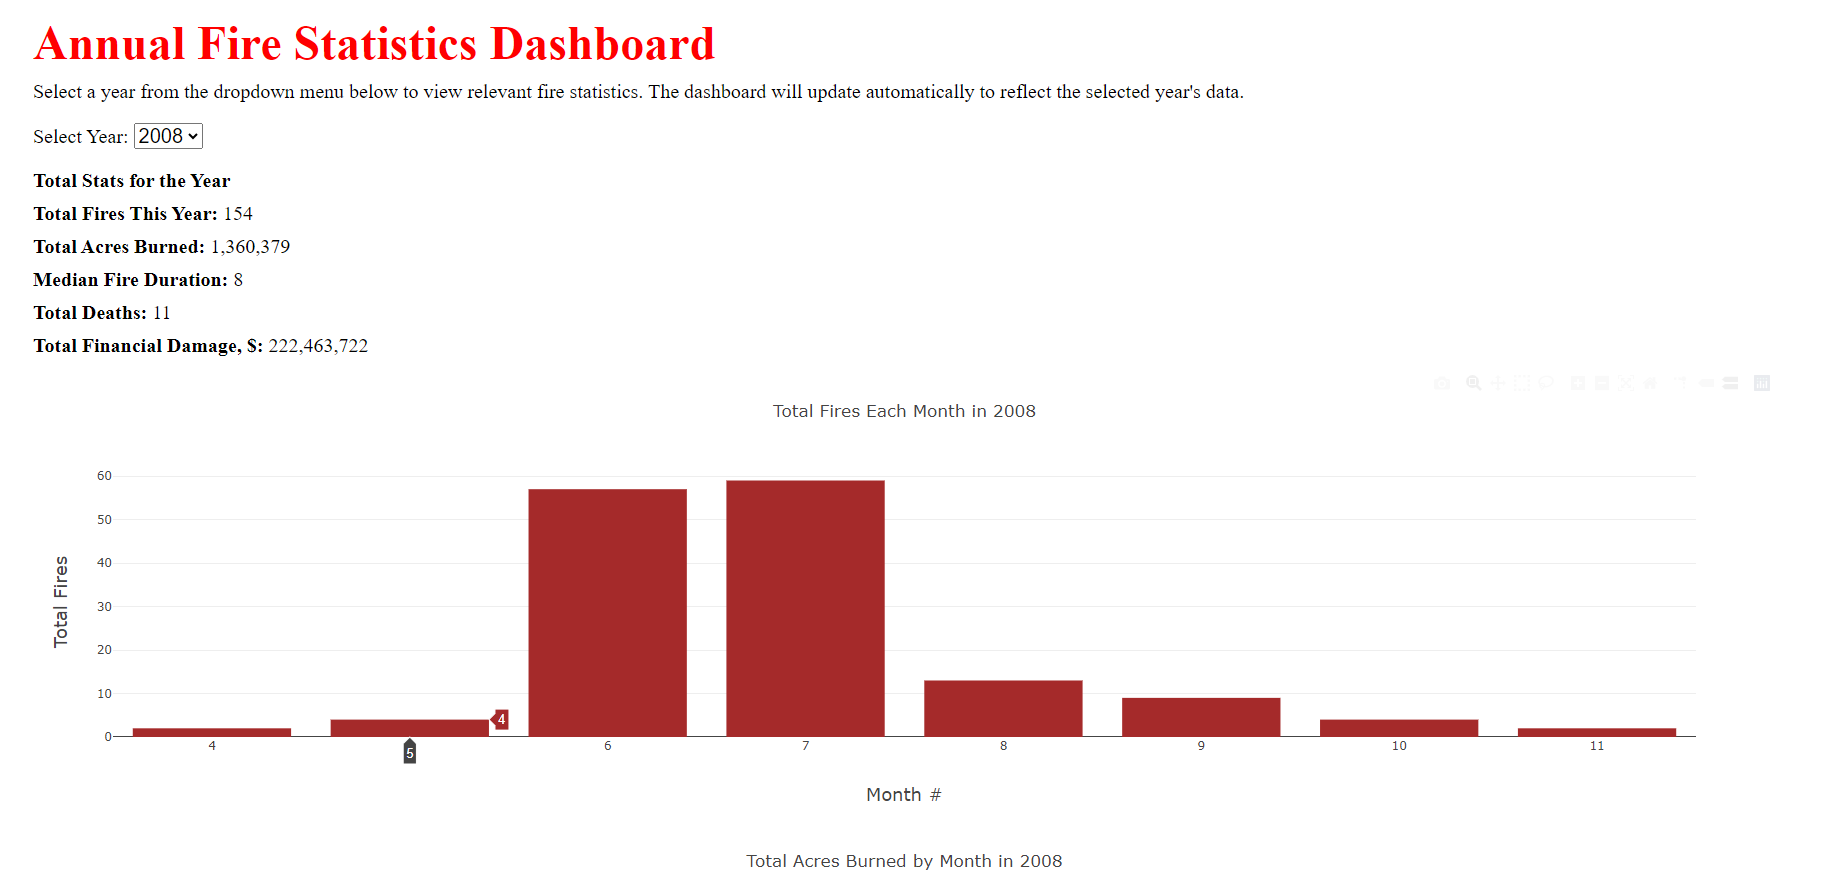 Annual Fire Statistics Dashboard
Select a year from the dropdown menu below to view relevant fire statistics. The dashboard will update automatically to reflect the selected year's data.
Select Year: 2008
Total Stats for the Year
Total Fires This Year: 154
Total Acres Burned: 1,360,379
Median Fire Duration: 8
Total Deaths: 11
Total Financial Damage, $: 222,463,722
Total Fires Each Month in 2008
60
50
40
30
20
10
0
Total Fires
4
4 5 6 7 8 9 10 11
Month #
Total Acres Burned by Month in 2008